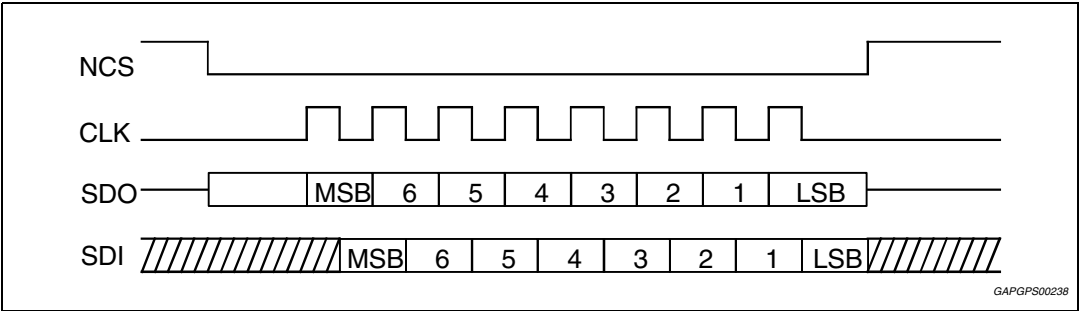 NCS
CLK
SDO MSB 6 5 4 3 2 1 LSB
SDI MSB 6 5 4 3 2 1 LSB
GAPGPS00238